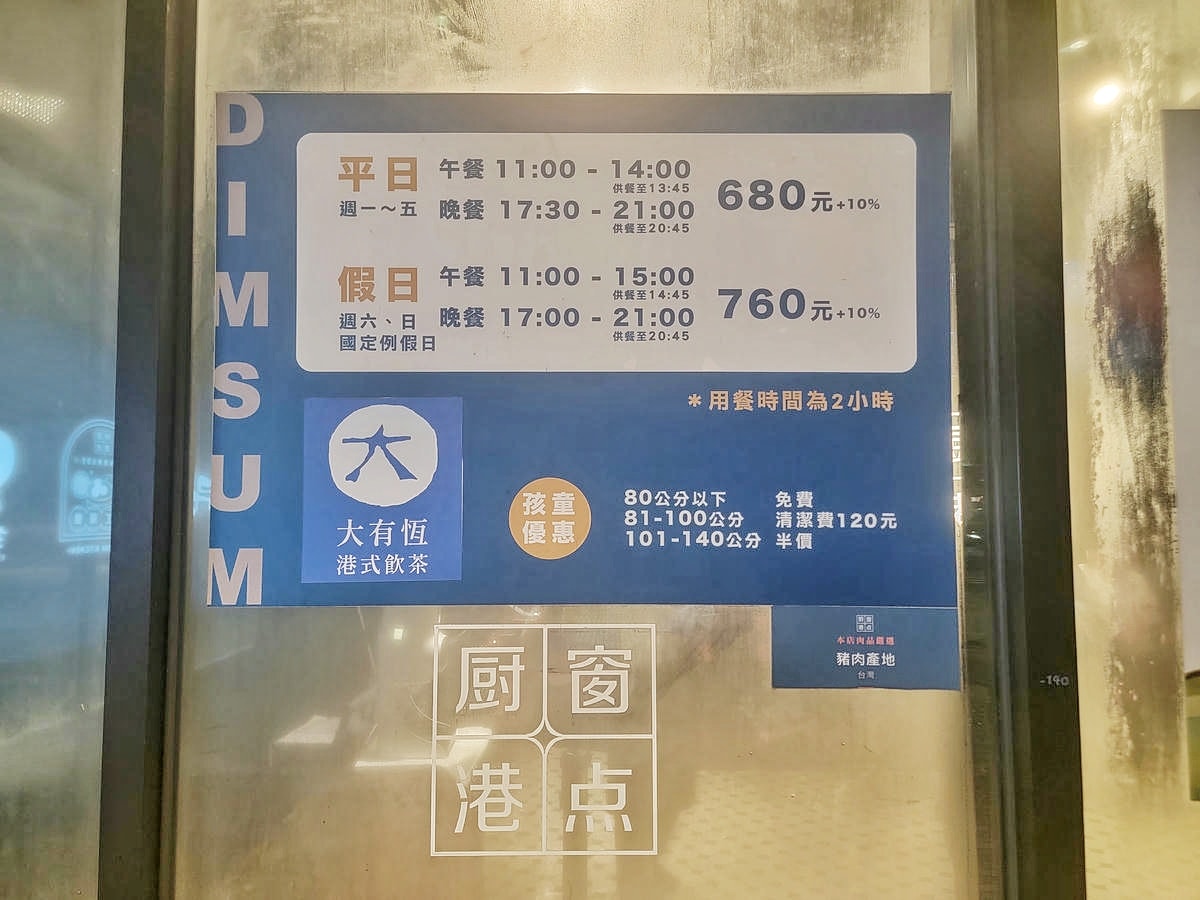 DIMSUM
平日 午餐 11:00 - 14:00
供餐至13:45
週一～五 晚餐 17:30 - 21:00
供餐至20:45
680元+10%
假日 午餐 11:00 - 15:00
供餐至14:45
週六、日 晚餐 17:00 - 21:00
國定例假日 供餐至20:45
760元+10%
＊用餐時間為2小時
大有恆
港式飲茶
孩童
優惠
80公分以下 免費
81-100公分 清潔費120元
101-140公分 半價
本店肉品嚴選
豬肉產地
台灣
厨窗
港点
-140